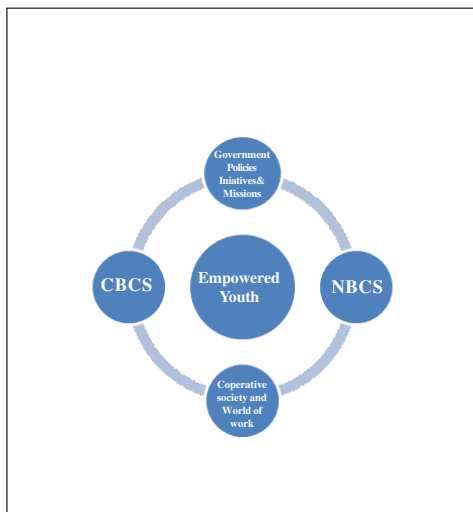 Government
Policies
Iniatives&
Missions
CBCS
Empowered
Youth
NBCS
Coperative
society and
World of
work